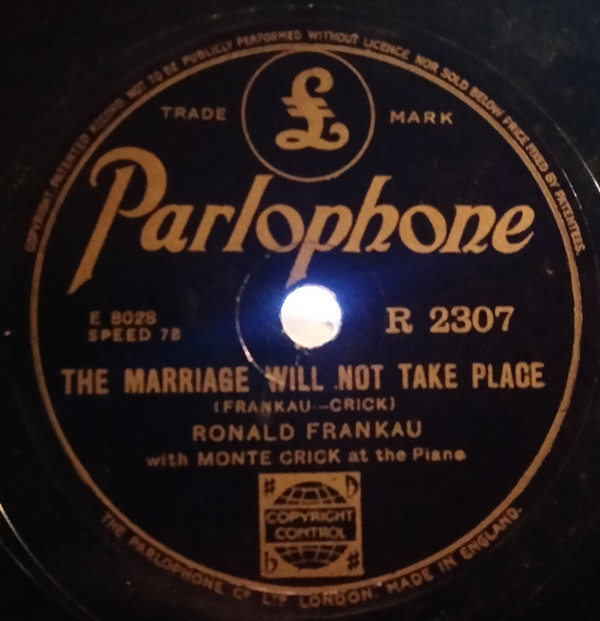 COPYRIGHT. PATENTED RECORD NOT TO BE PUBLICLY PERFORMED WITHOUT LICENCE. NOR SOLD BELOW PRICE FIXED BY PATENTEES.
TRADE £ MARK
Parlophone
E 8028
SPEED 78
R 2307
THE MARRIAGE WILL NOT TAKE PLACE
(FRANKAU-CRICK)
RONALD FRANKAU
with MONTE CRICK at the Piano
COPYRIGHT
CONTROL
THE PARLOPHONE CO LTD LONDON. MADE IN ENGLAND.